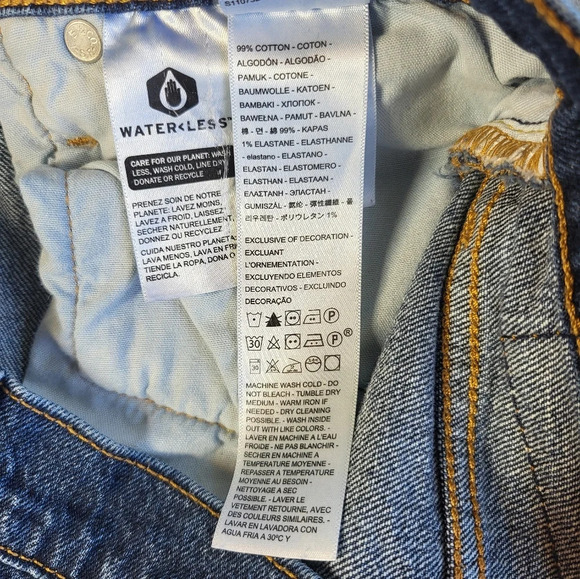 WATER<LESS™
CARE FOR OUR PLANET: WASH
LESS, WASH COLD, LINE DRY,
DONATE OR RECYCLE
PRENEZ SOIN DE NOTRE
PLANETE: LAVEZ MOINS,
LAVEZ A FROID, LAISSEZ
SECHER NATURELLEMENT,
DONNEZ OU RECYCLEZ
CUIDA NUESTRO PLANETA:
LAVA MENOS, LAVA EN FRÍ
TIENDE LA ROPA, DONA O
RECICLA.
99% COTTON - COTON -
ALGODÓN - ALGODÃO -
PAMUK - COTONE -
BAUMWOLLE - KATOEN -
BAMBAKI - ХЛОПОК -
BAWEŁNA - PAMUT - BAVLNA -
棉 - 면 - 綿 99% - KAPAS
1% ELASTANE - ELASTHANNE
- elastano - ELASTANO -
ELASTAN - ELASTOMERO -
ELASTHAN - ELASTAAN -
ΕΛΑΣΤΑΝΗ - ЭЛАСТАН -
GUMISZÁL - 氨纶 - 彈性纖維 - 폴
리우레탄 - ポリウレタン 1%
EXCLUSIVE OF DECORATION -
EXCLUANT
L'ORNEMENTATION -
EXCLUYENDO ELEMENTOS
DECORATIVOS - EXCLUINDO
DECORAÇÃO
P
30 P ®
30
MACHINE WASH COLD - DO
NOT BLEACH - TUMBLE DRY
MEDIUM - WARM IRON IF
NEEDED - DRY CLEANING
POSSIBLE. - WASH INSIDE
OUT WITH LIKE COLORS. -
LAVER EN MACHINE A L'EAU
FROIDE - NE PAS BLANCHIR -
SECHER EN MACHINE A
TEMPERATURE MOYENNE -
REPASSER A TEMPERATURE
MOYENNE AU BESOIN -
NETTOYAGE A SEC
POSSIBLE. - LAVER LE
VETEMENT RETOURNE, AVEC
DES COULEURS SIMILAIRES. -
LAVAR EN LAVADORA CON
AGUA FRIA A 30ºC Y